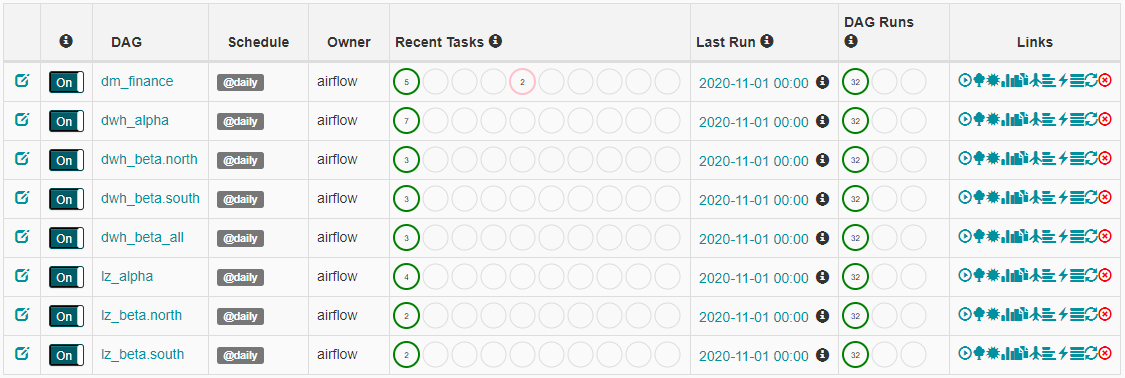 DAG Schedule Owner Recent Tasks Last Run DAG Runs Links
On dm_finance @daily airflow 5 2 2020-11-01 00:00 32
On dwh_alpha @daily airflow 7 2020-11-01 00:00 32
On dwh_beta.north @daily airflow 3 2020-11-01 00:00 32
On dwh_beta.south @daily airflow 3 2020-11-01 00:00 32
On dwh_beta_all @daily airflow 3 2020-11-01 00:00 32
On lz_alpha @daily airflow 4 2020-11-01 00:00 32
On lz_beta.north @daily airflow 2 2020-11-01 00:00 32
On lz_beta.south @daily airflow 2 2020-11-01 00:00 32